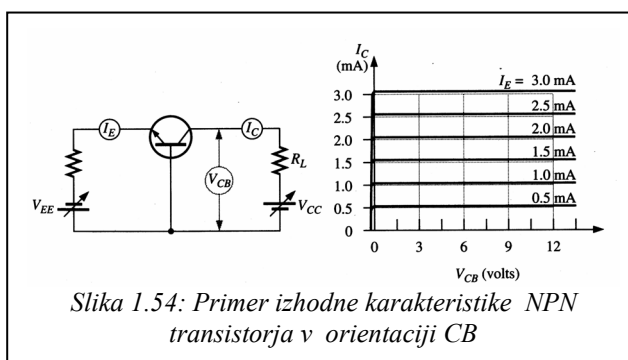 I_C
(mA)
I_E = 3.0 mA
3.0
2.5 mA
2.5
2.0 mA
2.0
1.5 mA
1.5
1.0 mA
1.0
0.5 mA
0.5
0
0 3 6 9 12
V_CB (volts)
I_E
I_C
V_CB
R_L
V_EE
V_CC
Slika 1.54: Primer izhodne karakteristike NPN
transistorja v orientaciji CB